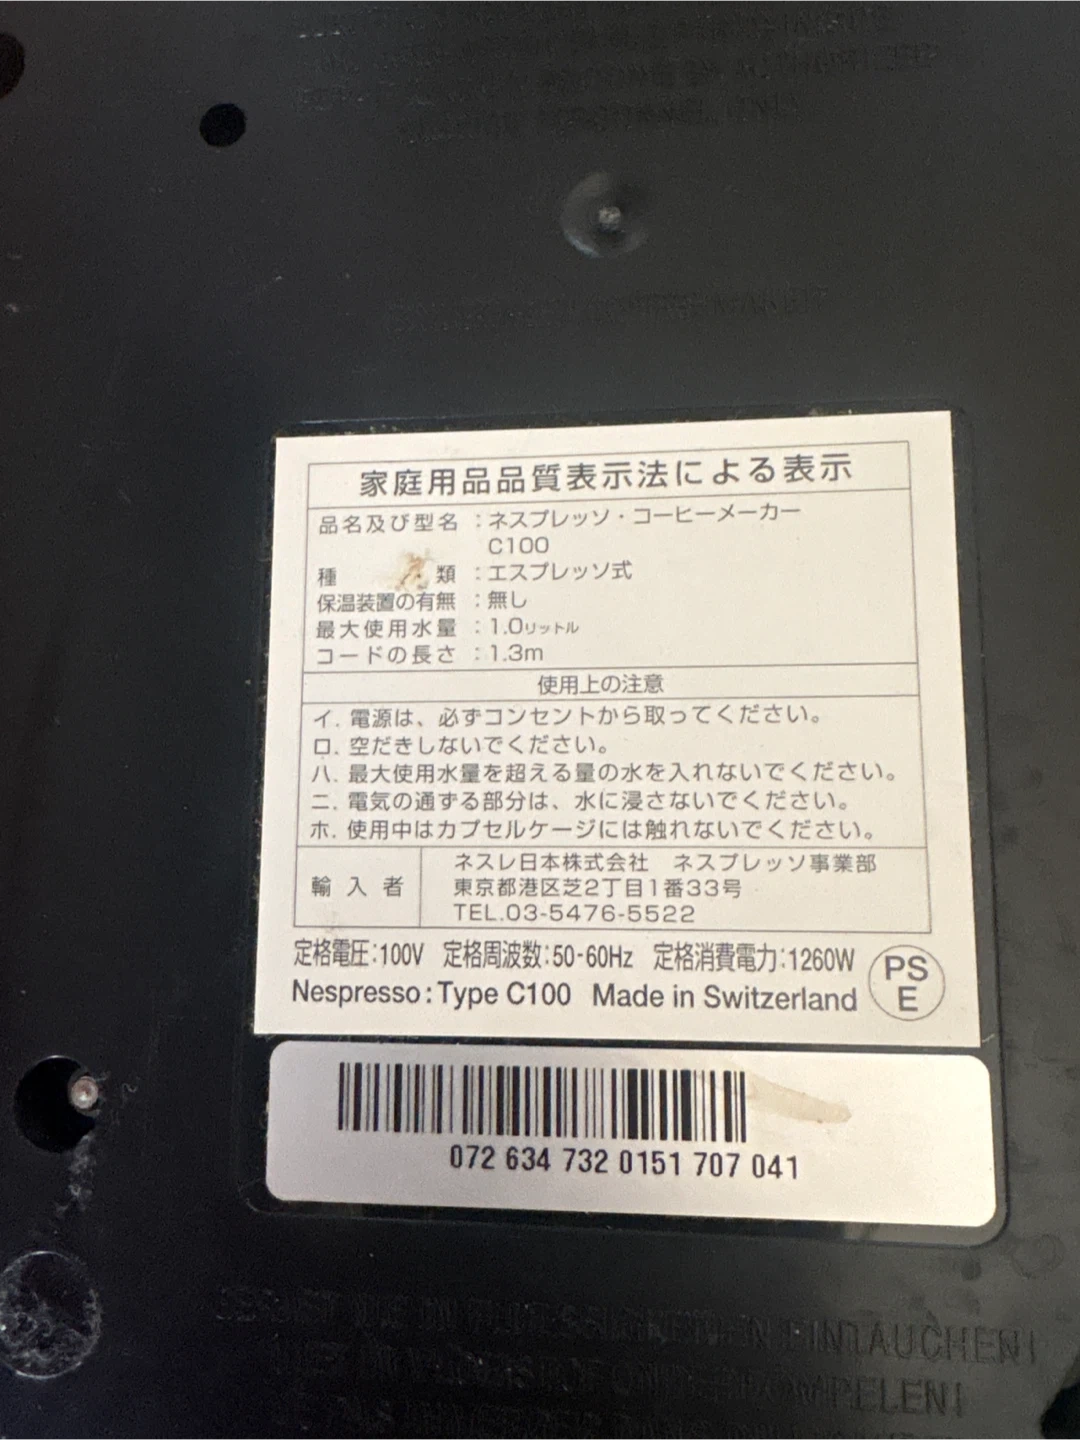 家庭用品品質表示法による表示
品名及び型名：ネスプレッソ・コーヒーメーカー
C100
種類：エスプレッソ式
保温装置の有無：無し
最大使用水量：1.0リットル
コードの長さ：1.3m
使用上の注意
イ. 電源は、必ずコンセントから取ってください。
ロ. 空だきしないでください。
ハ. 最大使用水量を超える量の水を入れないでください。
ニ. 電気の通ずる部分は、水に浸さないでください。
ホ. 使用中はカプセルケージには触れないでください。
輸入者
ネスレ日本株式会社 ネスプレッソ事業部
東京都港区芝2丁目1番33号
TEL.03-5476-5522
定格電圧:100V 定格周波数:50-60Hz 定格消費電力:1260W
Nespresso:Type C100 Made in Switzerland
PS
E
072 634 732 0151 707 041
EINTAUCHEN!